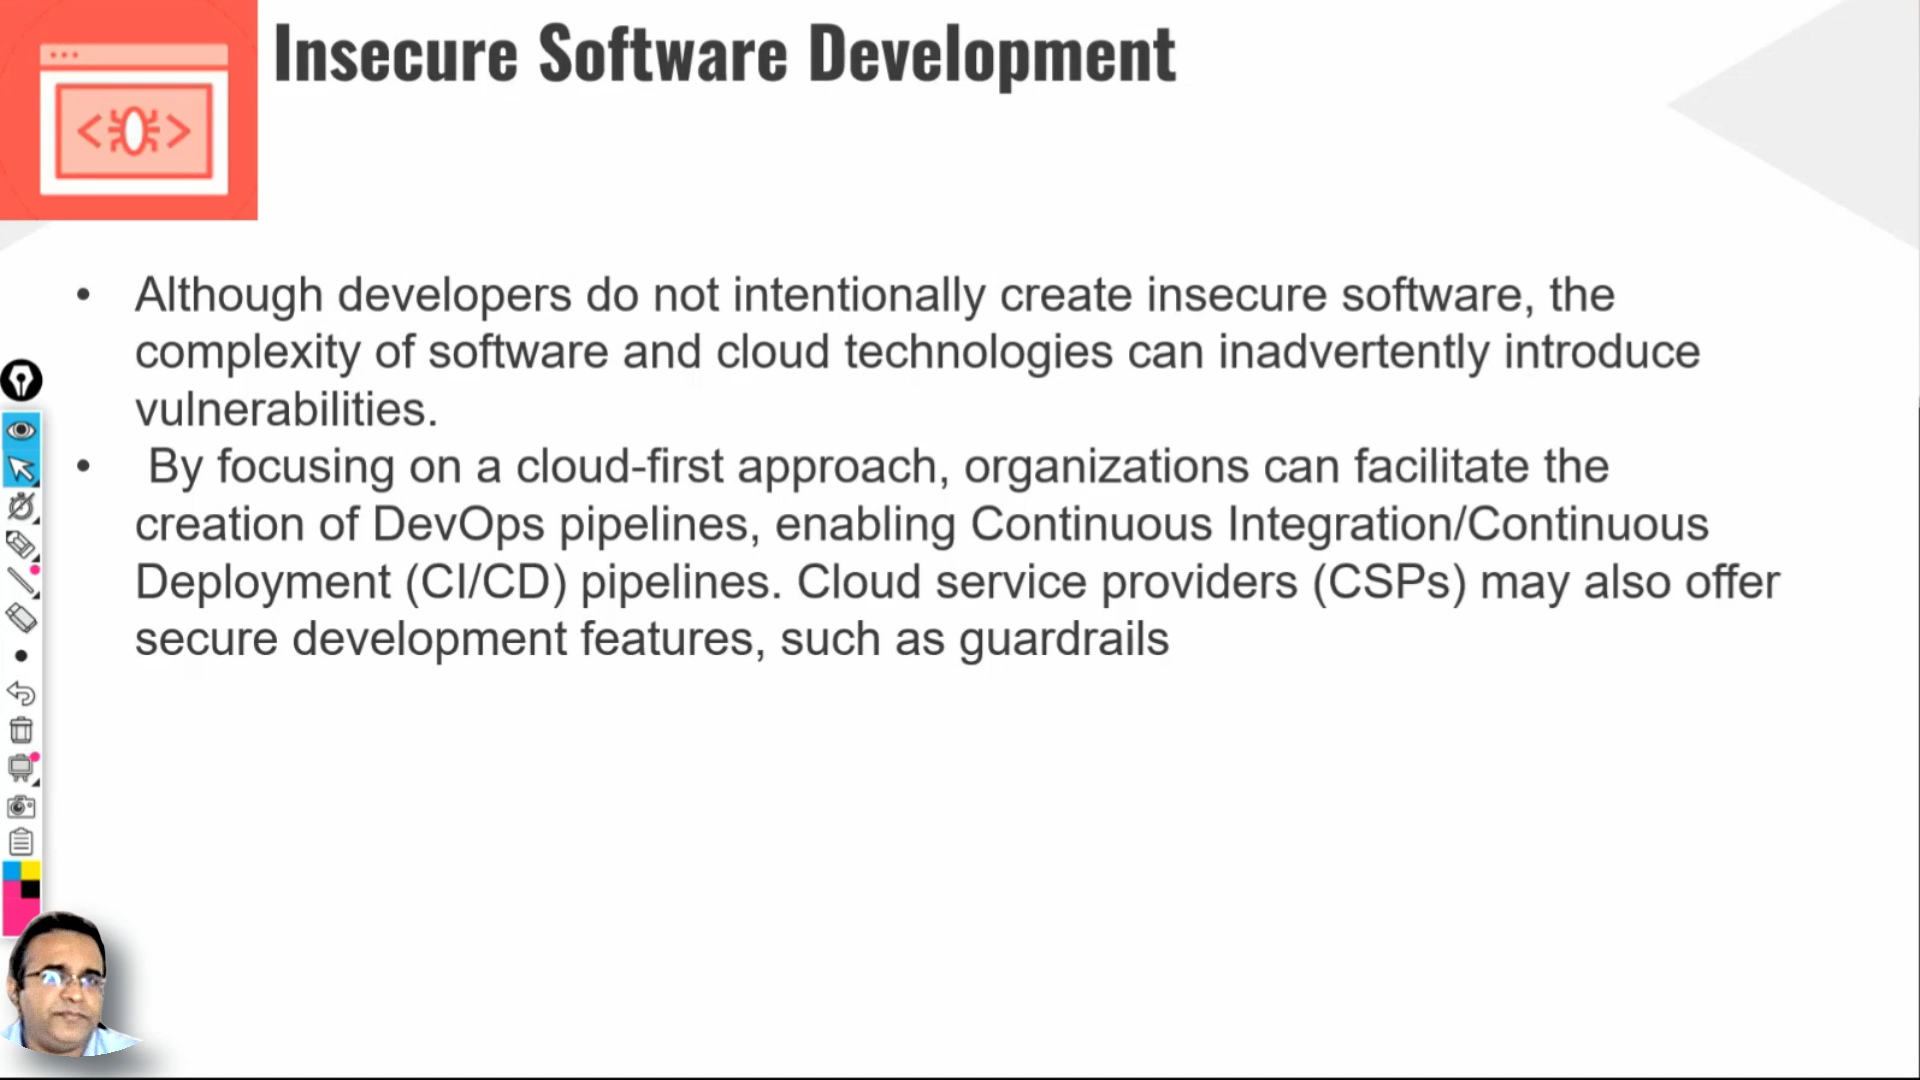 Insecure Software Development
• Although developers do not intentionally create insecure software, the
complexity of software and cloud technologies can inadvertently introduce
vulnerabilities.
• By focusing on a cloud-first approach, organizations can facilitate the
creation of DevOps pipelines, enabling Continuous Integration/Continuous
Deployment (CI/CD) pipelines. Cloud service providers (CSPs) may also offer
secure development features, such as guardrails